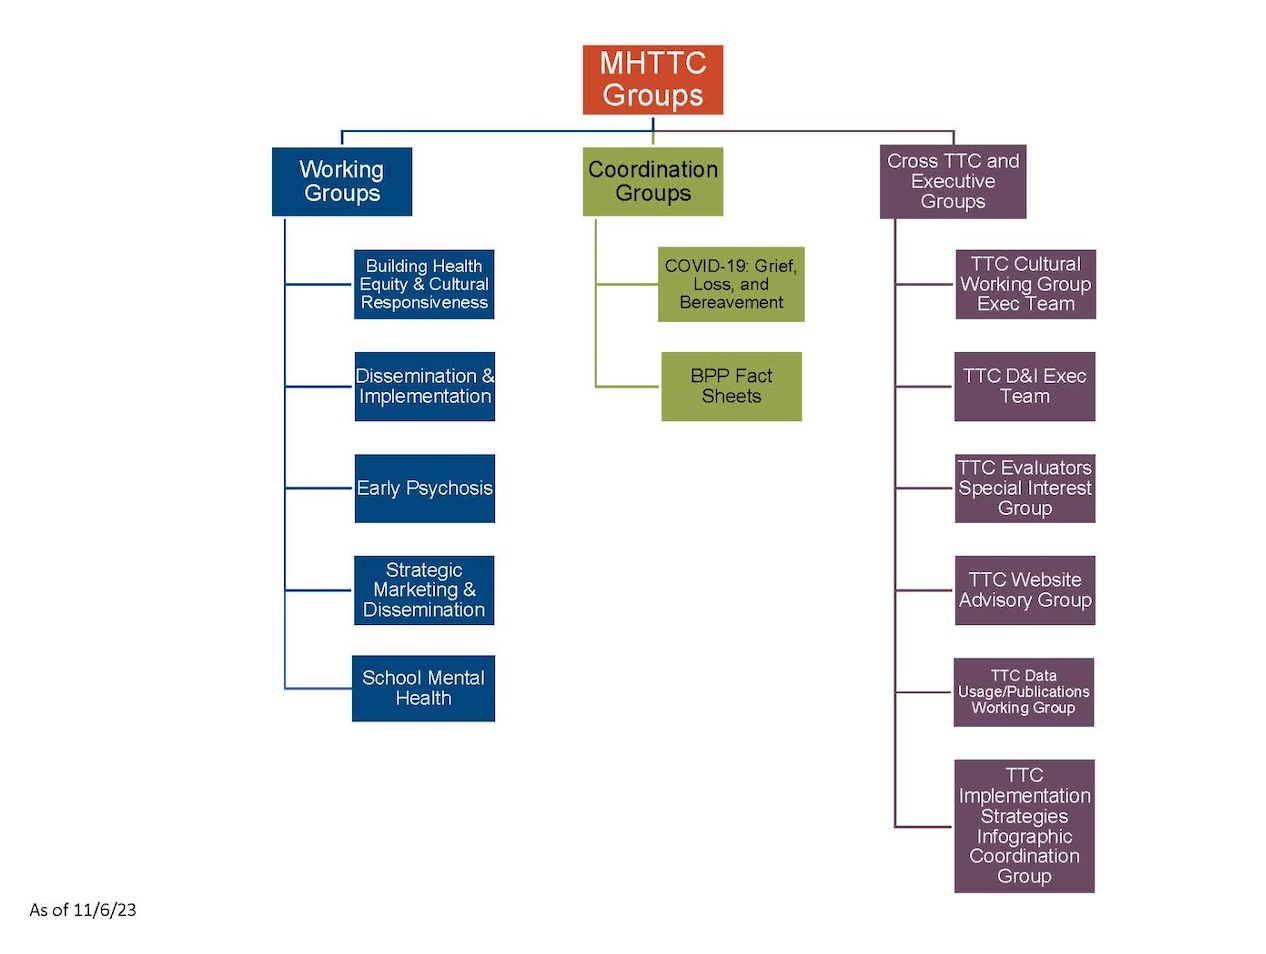 MHTTC
Groups
Working
Groups
Building Health
Equity & Cultural
Responsiveness
Dissemination &
Implementation
Early Psychosis
Strategic
Marketing &
Dissemination
School Mental
Health
Coordination
Groups
COVID-19: Grief,
Loss, and
Bereavement
BPP Fact
Sheets
Cross TTC and
Executive
Groups
TTC Cultural
Working Group
Exec Team
TTC D&I Exec
Team
TTC Evaluators
Special Interest
Group
TTC Website
Advisory Group
TTC Data
Usage/Publications
Working Group
TTC
Implementation
Strategies
Infographic
Coordination
Group
As of 11/6/23